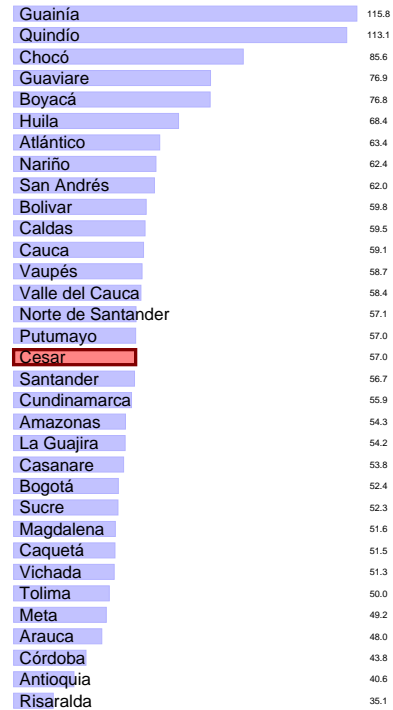 Guainía 115.8
Quindío 113.1
Chocó 85.6
Guaviare 76.9
Boyacá 76.8
Huila 68.4
Atlántico 63.4
Nariño 62.4
San Andrés 62.0
Bolivar 59.8
Caldas 59.5
Cauca 59.1
Vaupés 58.7
Valle del Cauca 58.4
Norte de Santander 57.1
Putumayo 57.0
Cesar 57.0
Santander 56.7
Cundinamarca 55.9
Amazonas 54.3
La Guajira 54.2
Casanare 53.8
Bogotá 52.4
Sucre 52.3
Magdalena 51.6
Caquetá 51.5
Vichada 51.3
Tolima 50.0
Meta 49.2
Arauca 48.0
Córdoba 43.8
Antioquia 40.6
Risaralda 35.1